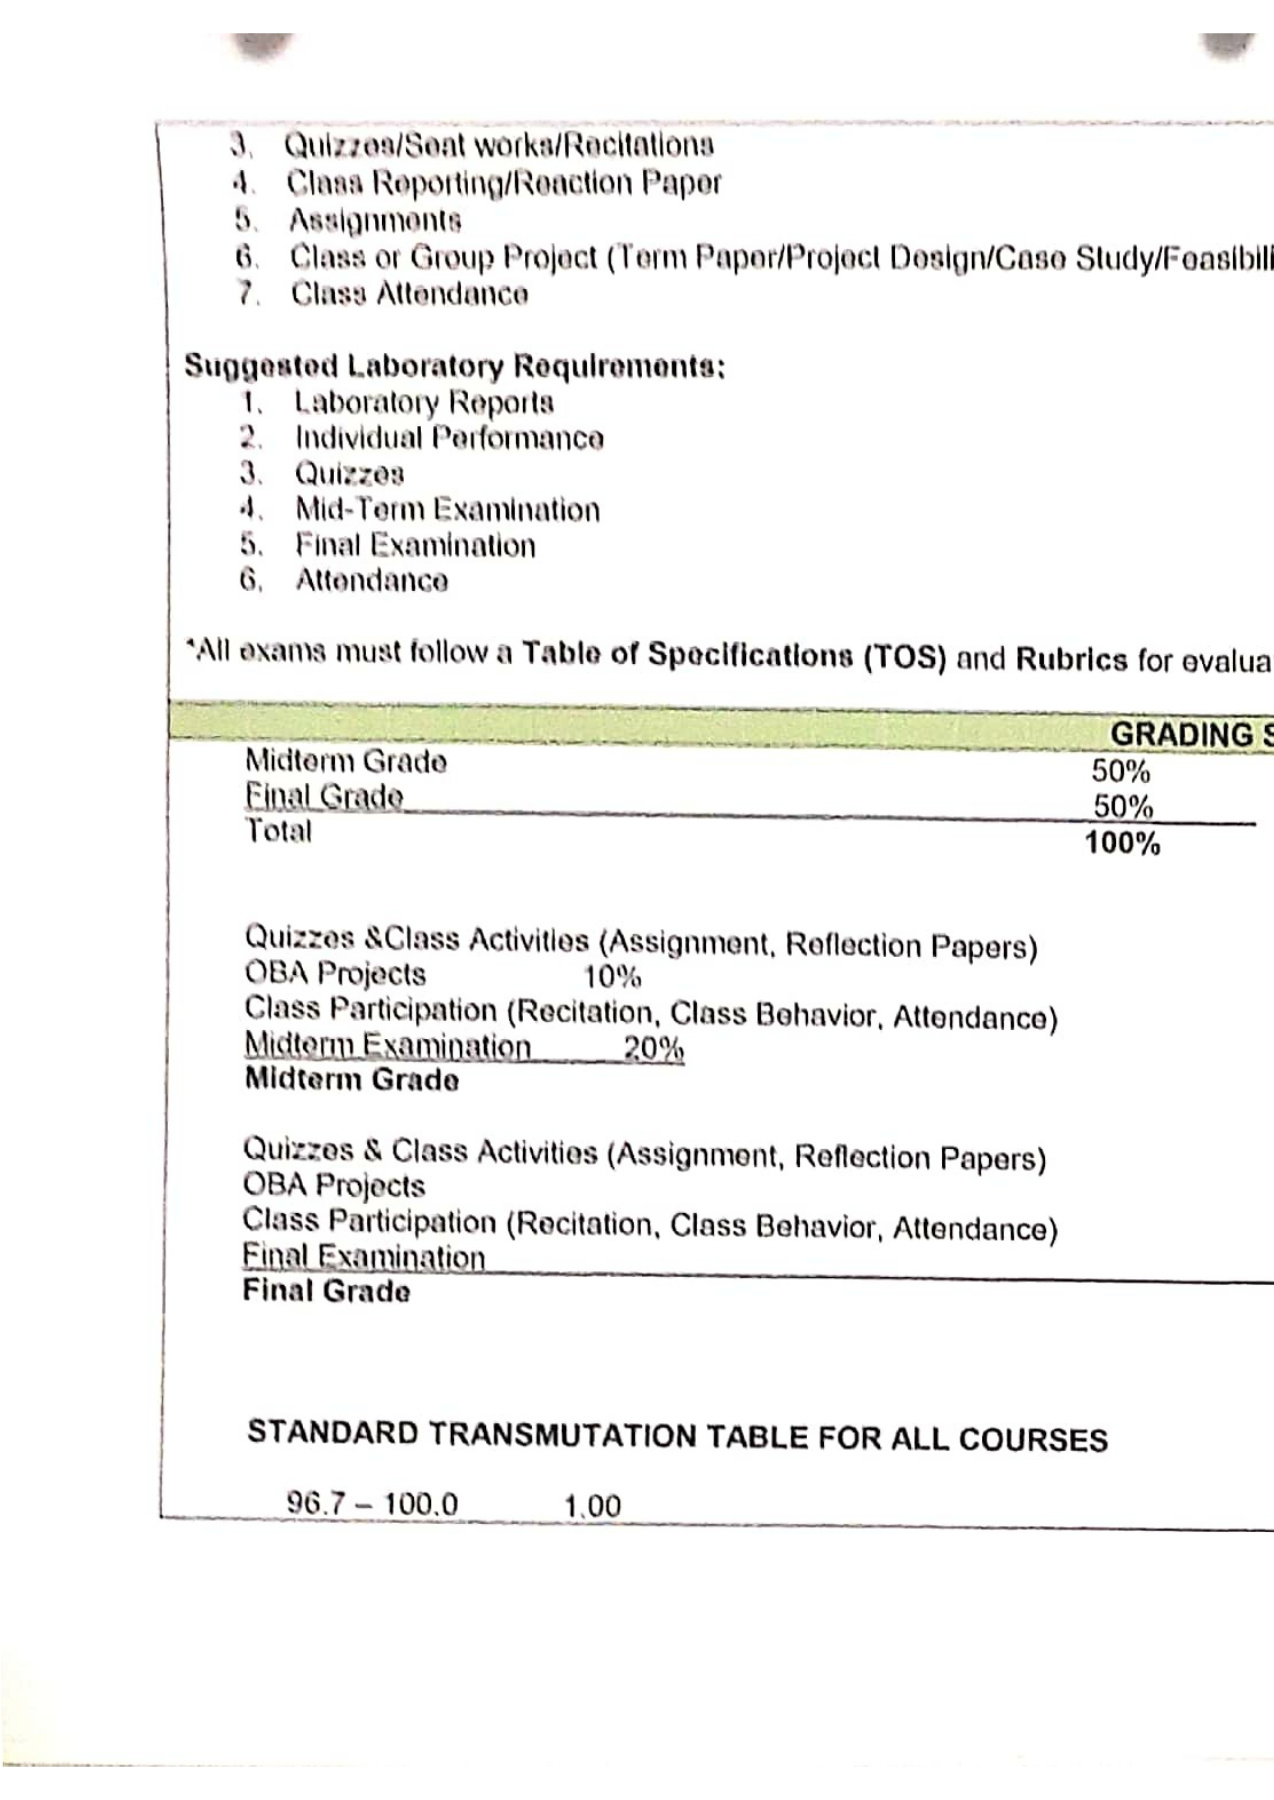 3. Quizzes/Seat works/Recitations
4. Class Reporting/Reaction Paper
5. Assignments
6. Class or Group Project (Term Paper/Project Design/Case Study/Feasibili
7. Class Attendance
Suggested Laboratory Requirements:
1. Laboratory Reports
2. Individual Performance
3. Quizzes
4. Mid-Term Examination
5. Final Examination
6. Attendance
*All exams must follow a Table of Specifications (TOS) and Rubrics for evalua
GRADING S
Midterm Grade 50%
Final Grade 50%
Total 100%
Quizzes &Class Activities (Assignment, Reflection Papers)
OBA Projects 10%
Class Participation (Recitation, Class Behavior, Attendance)
Midterm Examination 20%
Midterm Grade
Quizzes & Class Activities (Assignment, Reflection Papers)
OBA Projects
Class Participation (Recitation, Class Behavior, Attendance)
Final Examination
Final Grade
STANDARD TRANSMUTATION TABLE FOR ALL COURSES
96.7 – 100.0 1.00